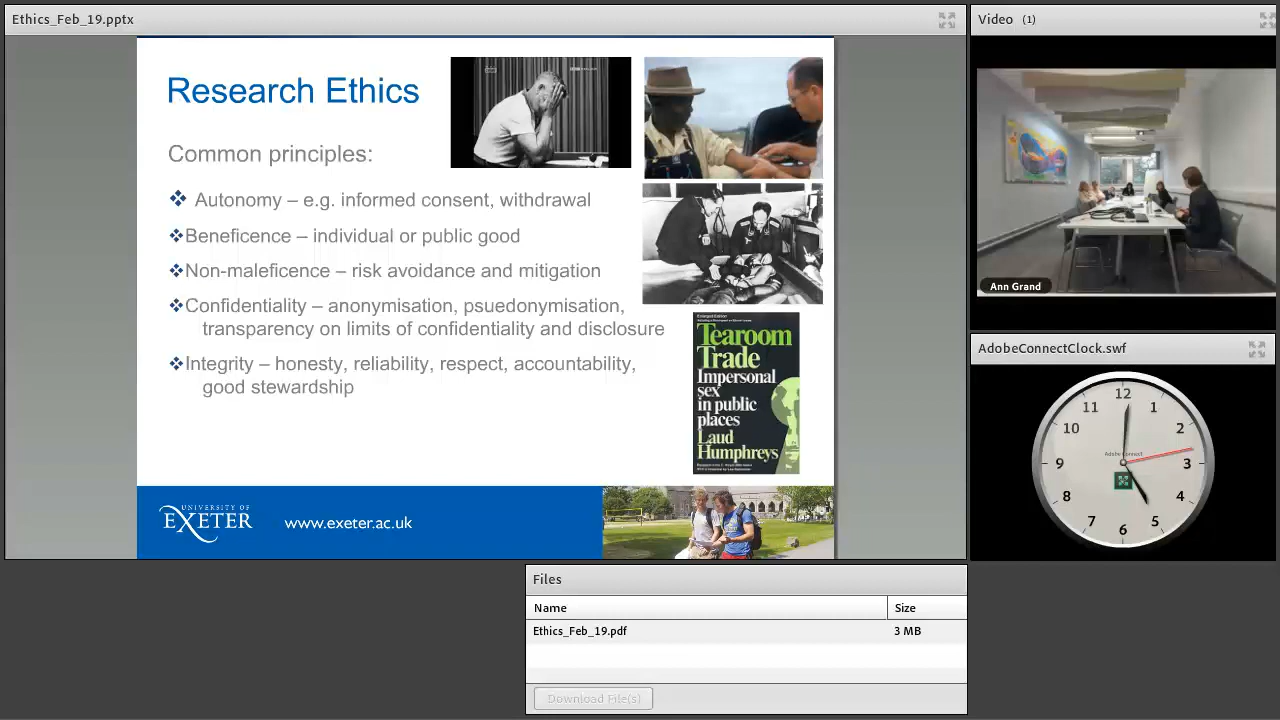 Ethics_Feb_19.pptx
Research Ethics
Common principles:
Autonomy – e.g. informed consent, withdrawal
Beneficence – individual or public good
Non-maleficence – risk avoidance and mitigation
Confidentiality – anonymisation, psuedonymisation,
transparency on limits of confidentiality and disclosure
Integrity – honesty, reliability, respect, accountability,
good stewardship
Enlarged Edition
Tearoom
Trade
Impersonal
sex
in public
places
Laud
Humphreys
UNIVERSITY OF
EXETER
www.exeter.ac.uk
Video (1)
Ann Grand
AdobeConnectClock.swf
12
1
2
3
4
5
6
7
8
9
10
11
Adobe Connect
Files
Name Size
Ethics_Feb_19.pdf 3 MB
Download File(s)